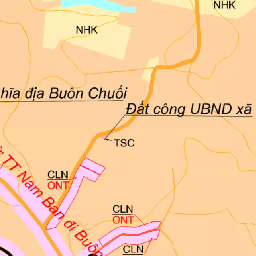 NHK
NHK
hĩa địa Buôn Chuối
Đất công UBND xã
TSC
CLN
ONT
CLN
ONT
CLN
TT Nam Ban đi Buôn